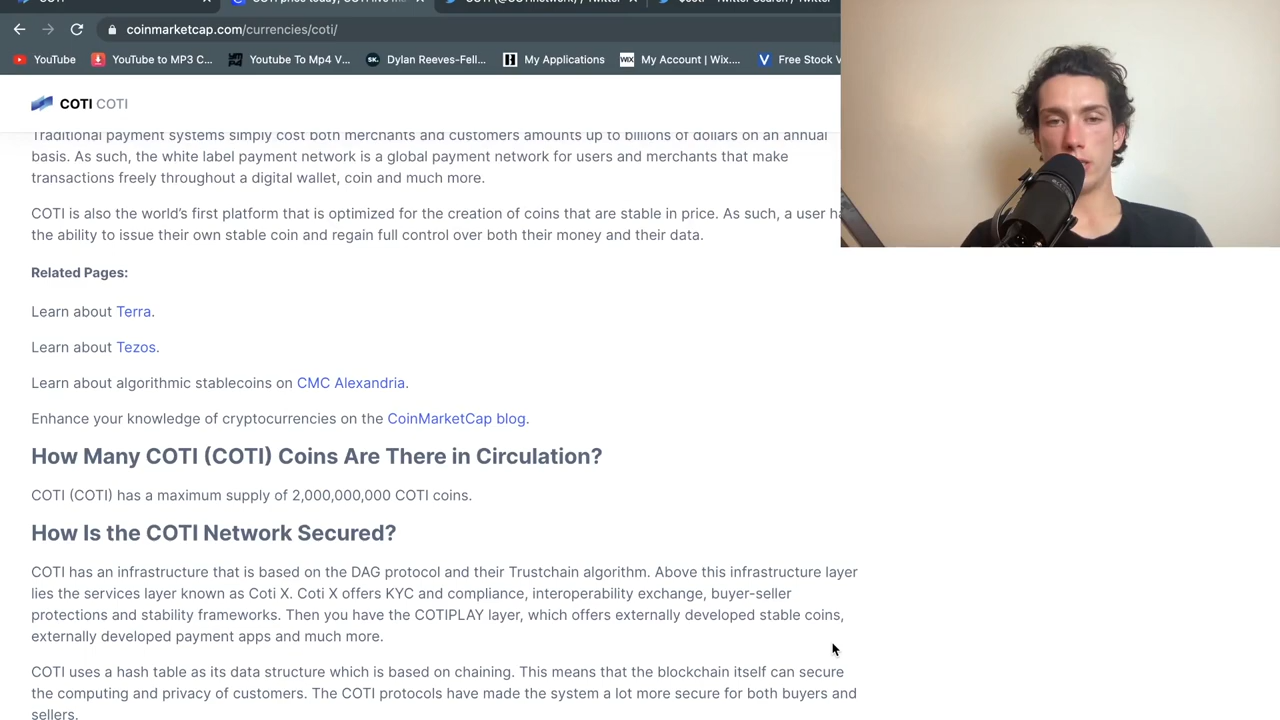 COTI
COTI price today, COTI live m
COTI (@COTInetwork) / Twitter
$coti - Twitter Search / Twitter
coinmarketcap.com/currencies/coti/
YouTube
YouTube to MP3 C...
Youtube To Mp4 V...
Dylan Reeves-Fell...
My Applications
My Account | Wix....
Free Stock V
COTI COTI
Traditional payment systems simply cost both merchants and customers amounts up to billions of dollars on an annual
basis. As such, the white label payment network is a global payment network for users and merchants that make
transactions freely throughout a digital wallet, coin and much more.
COTI is also the world's first platform that is optimized for the creation of coins that are stable in price. As such, a user ha
the ability to issue their own stable coin and regain full control over both their money and their data.
Related Pages:
Learn about Terra.
Learn about Tezos.
Learn about algorithmic stablecoins on CMC Alexandria.
Enhance your knowledge of cryptocurrencies on the CoinMarketCap blog.
How Many COTI (COTI) Coins Are There in Circulation?
COTI (COTI) has a maximum supply of 2,000,000,000 COTI coins.
How Is the COTI Network Secured?
COTI has an infrastructure that is based on the DAG protocol and their Trustchain algorithm. Above this infrastructure layer
lies the services layer known as Coti X. Coti X offers KYC and compliance, interoperability exchange, buyer-seller
protections and stability frameworks. Then you have the COTIPLAY layer, which offers externally developed stable coins,
externally developed payment apps and much more.
COTI uses a hash table as its data structure which is based on chaining. This means that the blockchain itself can secure
the computing and privacy of customers. The COTI protocols have made the system a lot more secure for both buyers and
sellers.